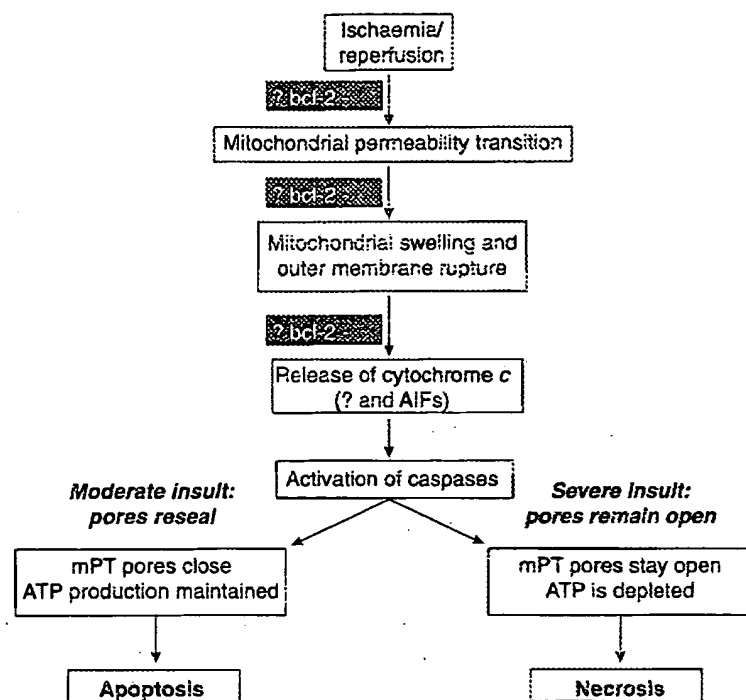 Ischaemia/
reperfusion
? bcl-2 -
Mitochondrial permeability transition
? bcl-2 -
Mitochondrial swelling and
outer membrane rupture
? bcl-2 -
Release of cytochrome c
(? and AIFs)
Activation of caspases
Moderate insult:
pores reseal
Severe insult:
pores remain open
mPT pores close
ATP production maintained
mPT pores stay open
ATP is depleted
Apoptosis
Necrosis